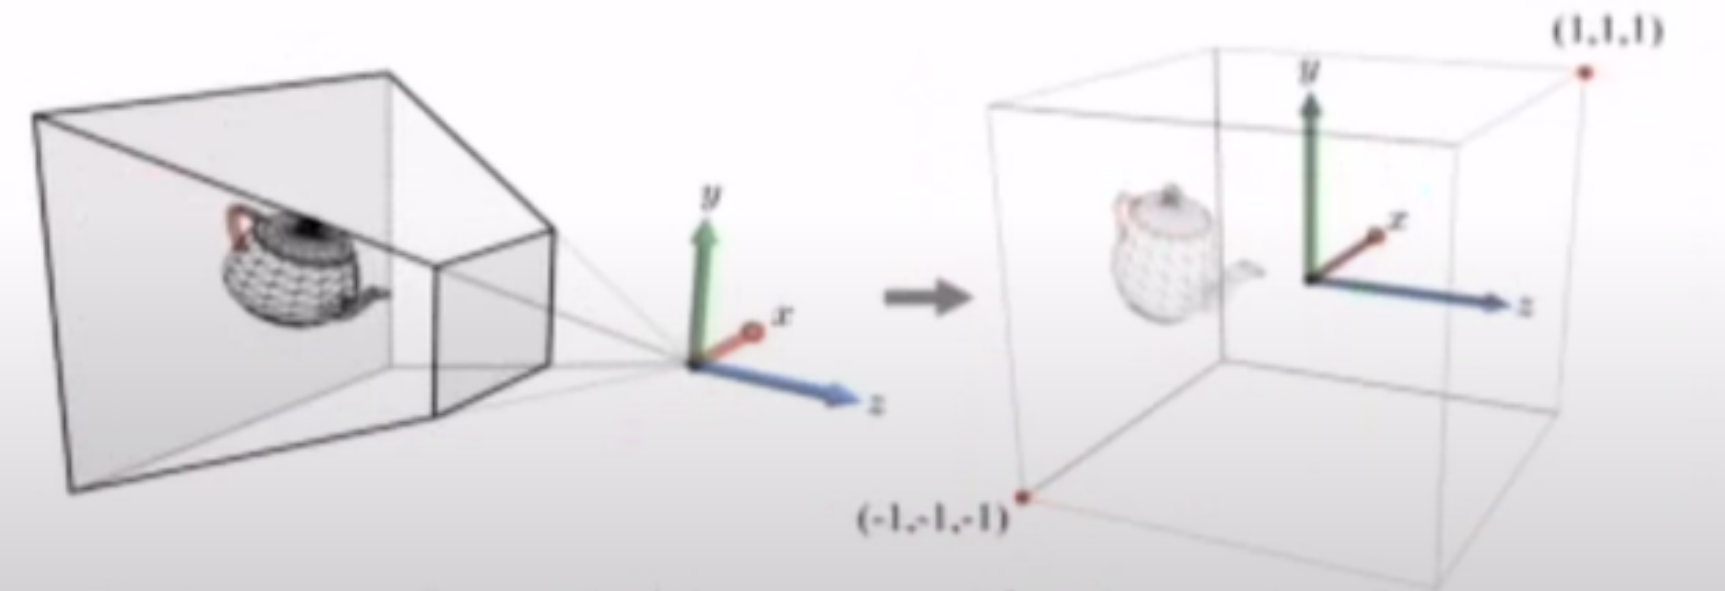 (1,1,1)
y
y
x
x
z
z
(-1,-1,-1)